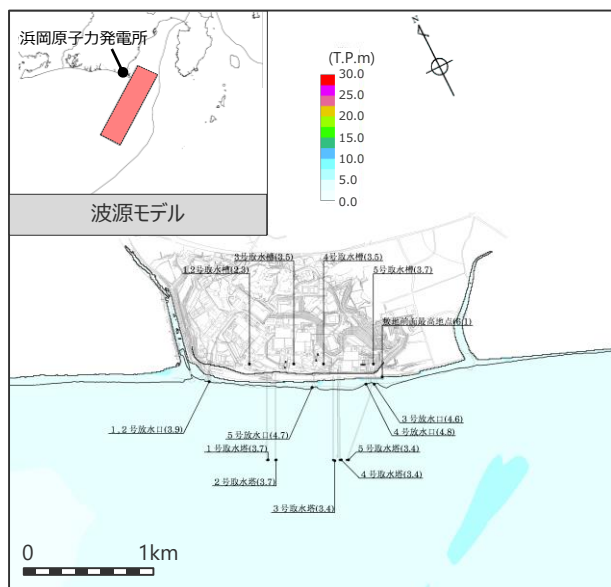 浜岡原子力発電所
波源モデル
N
(T.P.m)
30.0
25.0
20.0
15.0
10.0
5.0
0.0
3号取水槽(3.5)
4号取水槽(3.5)
1,2号取水槽(2.3)
5号取水槽(3.7)
敷地前面最高地点(6.1)
1,2号放水口(3.9)
5号放水口(4.7)
3号放水口(4.6)
4号放水口(4.8)
1号取水塔(3.7)
5号取水塔(3.4)
2号取水塔(3.7)
4号取水塔(3.4)
3号取水塔(3.4)
0 1km